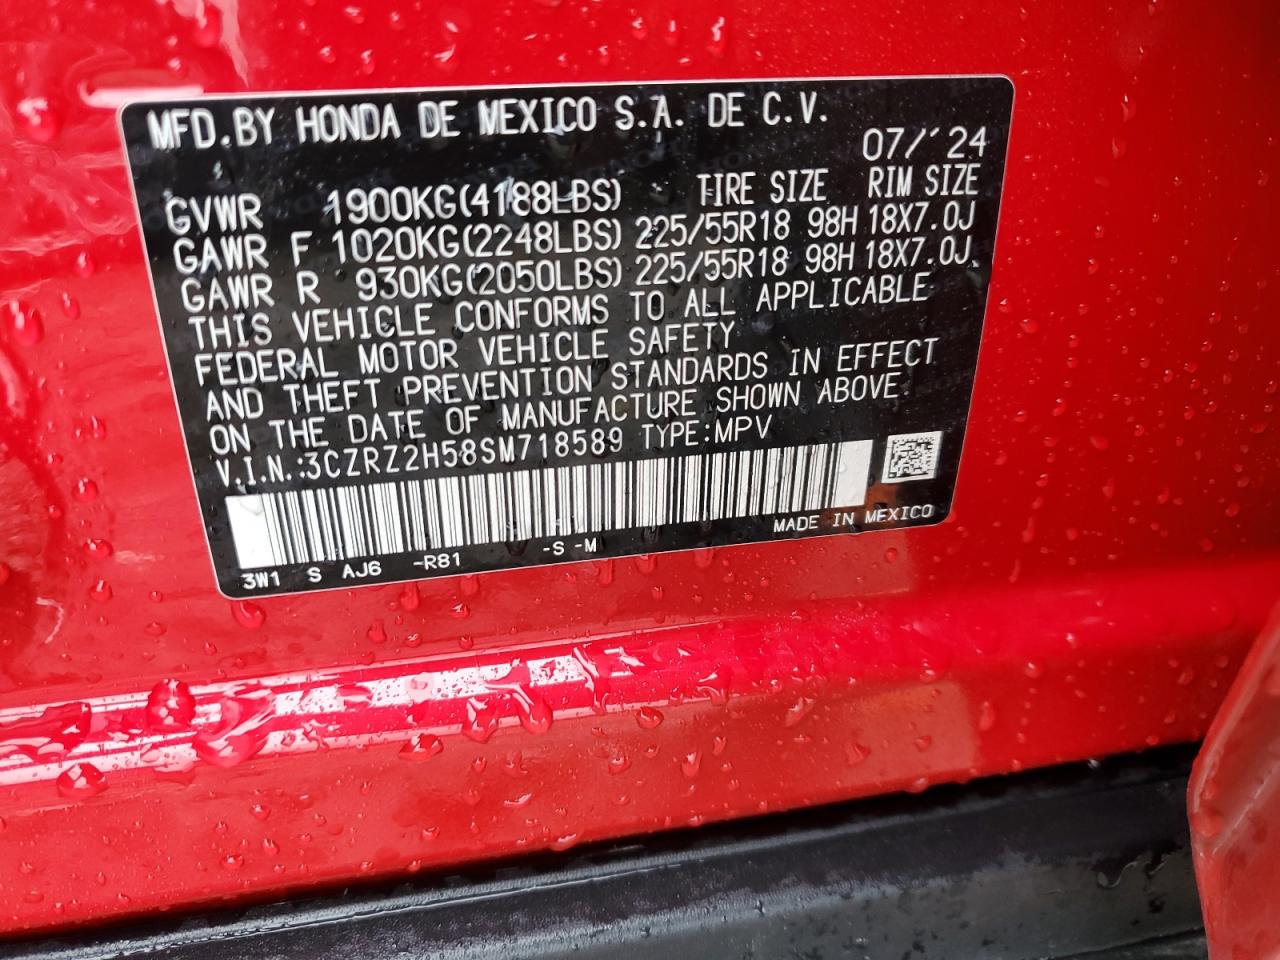 MFD.BY HONDA DE MEXICO S.A. DE C.V.
07/'24
GVWR 1900KG(4188LBS) TIRE SIZE RIM SIZE
GAWR F 1020KG(2248LBS) 225/55R18 98H 18X7.0J
GAWR R 930KG(2050LBS) 225/55R18 98H 18X7.0J
THIS VEHICLE CONFORMS TO ALL APPLICABLE
FEDERAL MOTOR VEHICLE SAFETY
AND THEFT PREVENTION STANDARDS IN EFFECT
ON THE DATE OF MANUFACTURE SHOWN ABOVE.
V.I.N.:3CZRZ2H58SM718589 TYPE:MPV
MADE IN MEXICO
3W1 S AJ6 -R81 -S -M